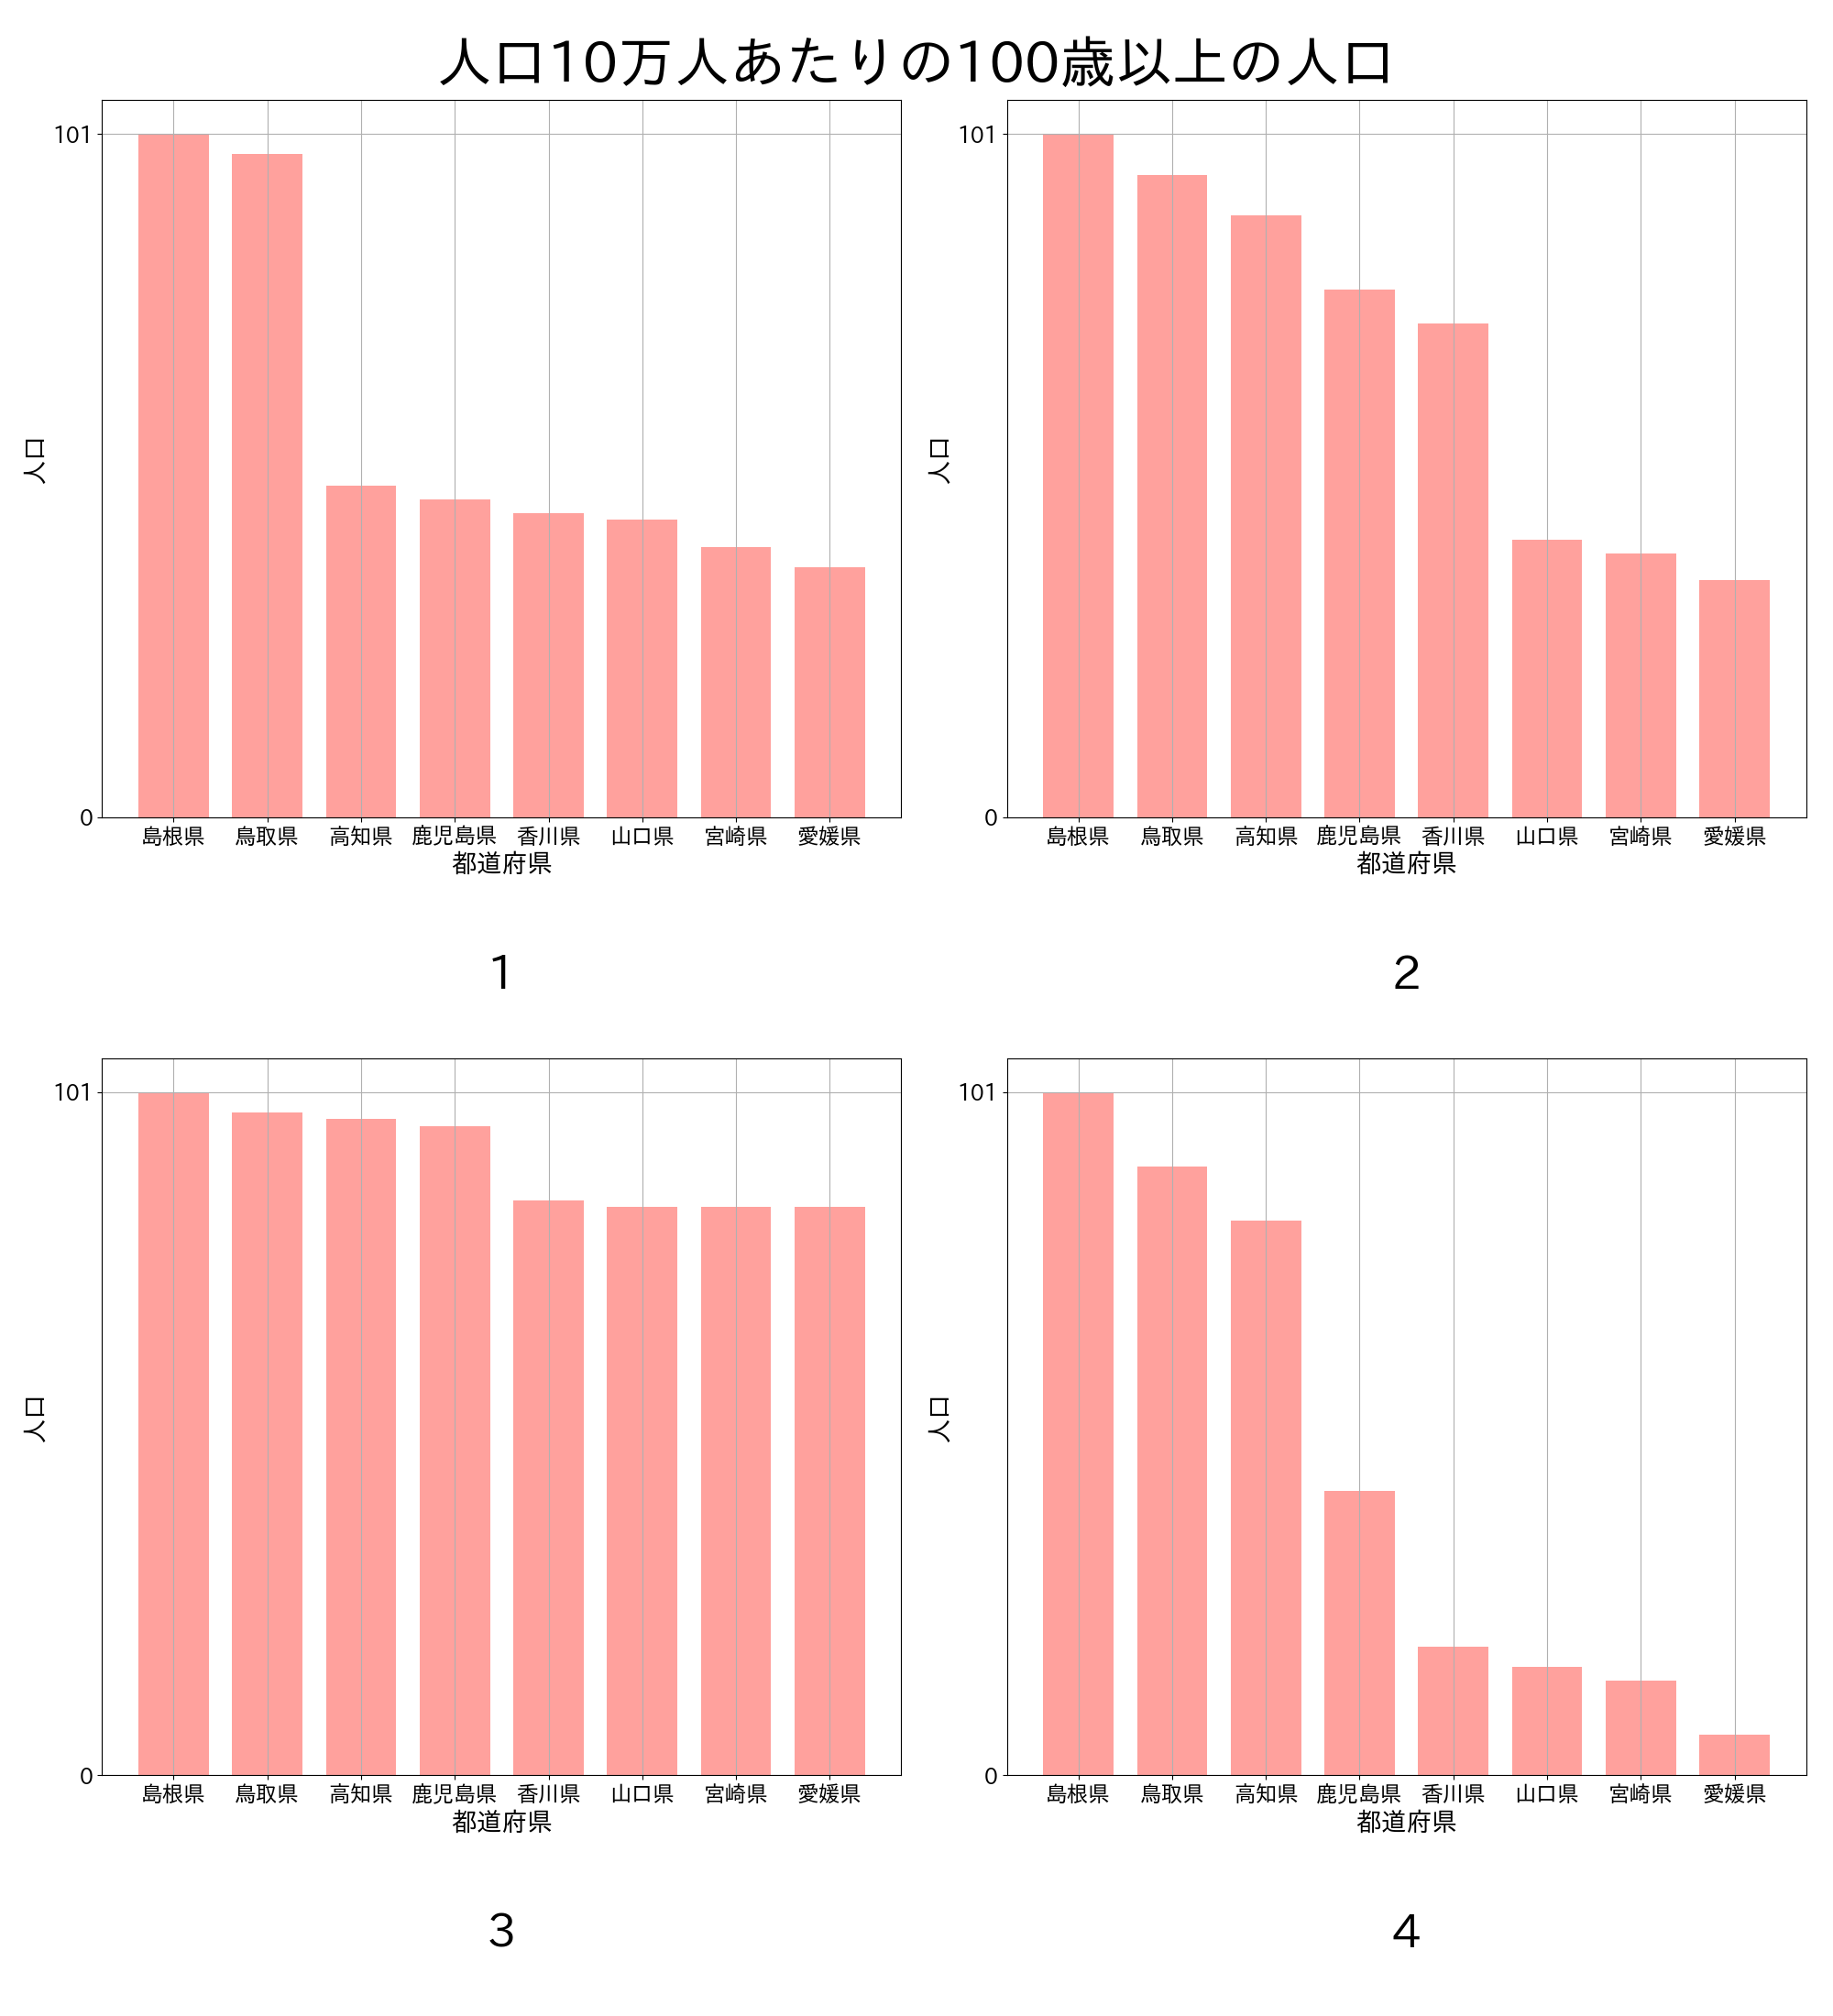 人口10万人あたりの100歳以上の人口
101
0
人口
島根県 鳥取県 高知県 鹿児島県 香川県 山口県 宮崎県 愛媛県
都道府県
1
101
0
人口
島根県 鳥取県 高知県 鹿児島県 香川県 山口県 宮崎県 愛媛県
都道府県
2
101
0
人口
島根県 鳥取県 高知県 鹿児島県 香川県 山口県 宮崎県 愛媛県
都道府県
3
101
0
人口
島根県 鳥取県 高知県 鹿児島県 香川県 山口県 宮崎県 愛媛県
都道府県
4